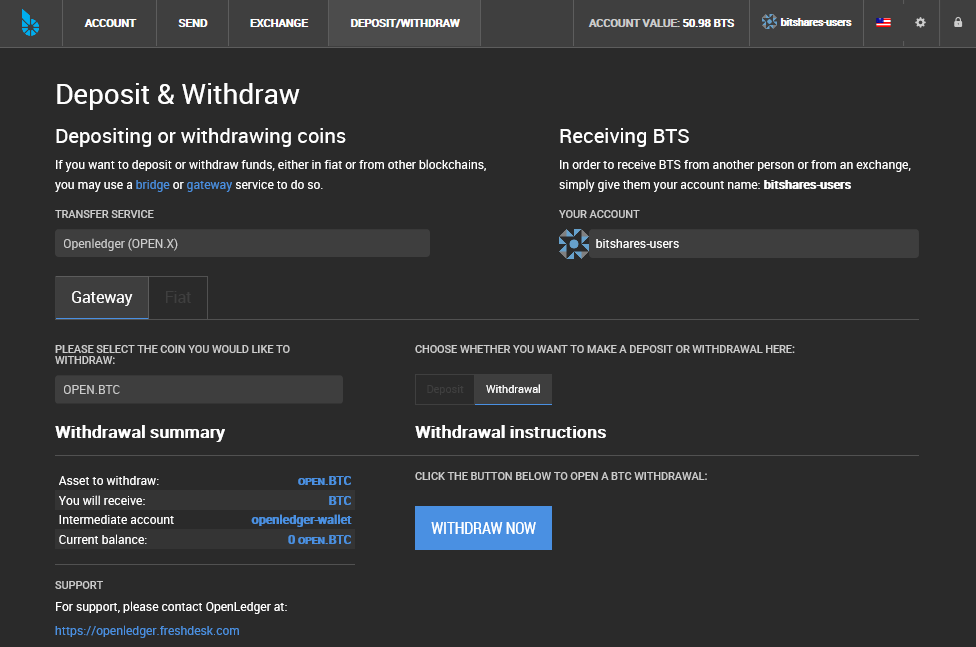 ACCOUNT SEND EXCHANGE DEPOSIT/WITHDRAW ACCOUNT VALUE: 50.98 BTS bitshares-users
Deposit & Withdraw
Depositing or withdrawing coins
If you want to deposit or withdraw funds, either in fiat or from other blockchains,
you may use a bridge or gateway service to do so.
TRANSFER SERVICE
Openledger (OPEN.X)
Receiving BTS
In order to receive BTS from another person or from an exchange,
simply give them your account name: bitshares-users
YOUR ACCOUNT
bitshares-users
Gateway Fiat
PLEASE SELECT THE COIN YOU WOULD LIKE TO
WITHDRAW:
OPEN.BTC
CHOOSE WHETHER YOU WANT TO MAKE A DEPOSIT OR WITHDRAWAL HERE:
Deposit Withdrawal
Withdrawal summary
Asset to withdraw: OPEN.BTC
You will receive: BTC
Intermediate account openledger-wallet
Current balance: 0 OPEN.BTC
Withdrawal instructions
CLICK THE BUTTON BELOW TO OPEN A BTC WITHDRAWAL:
WITHDRAW NOW
SUPPORT
For support, please contact OpenLedger at:
https://openledger.freshdesk.com